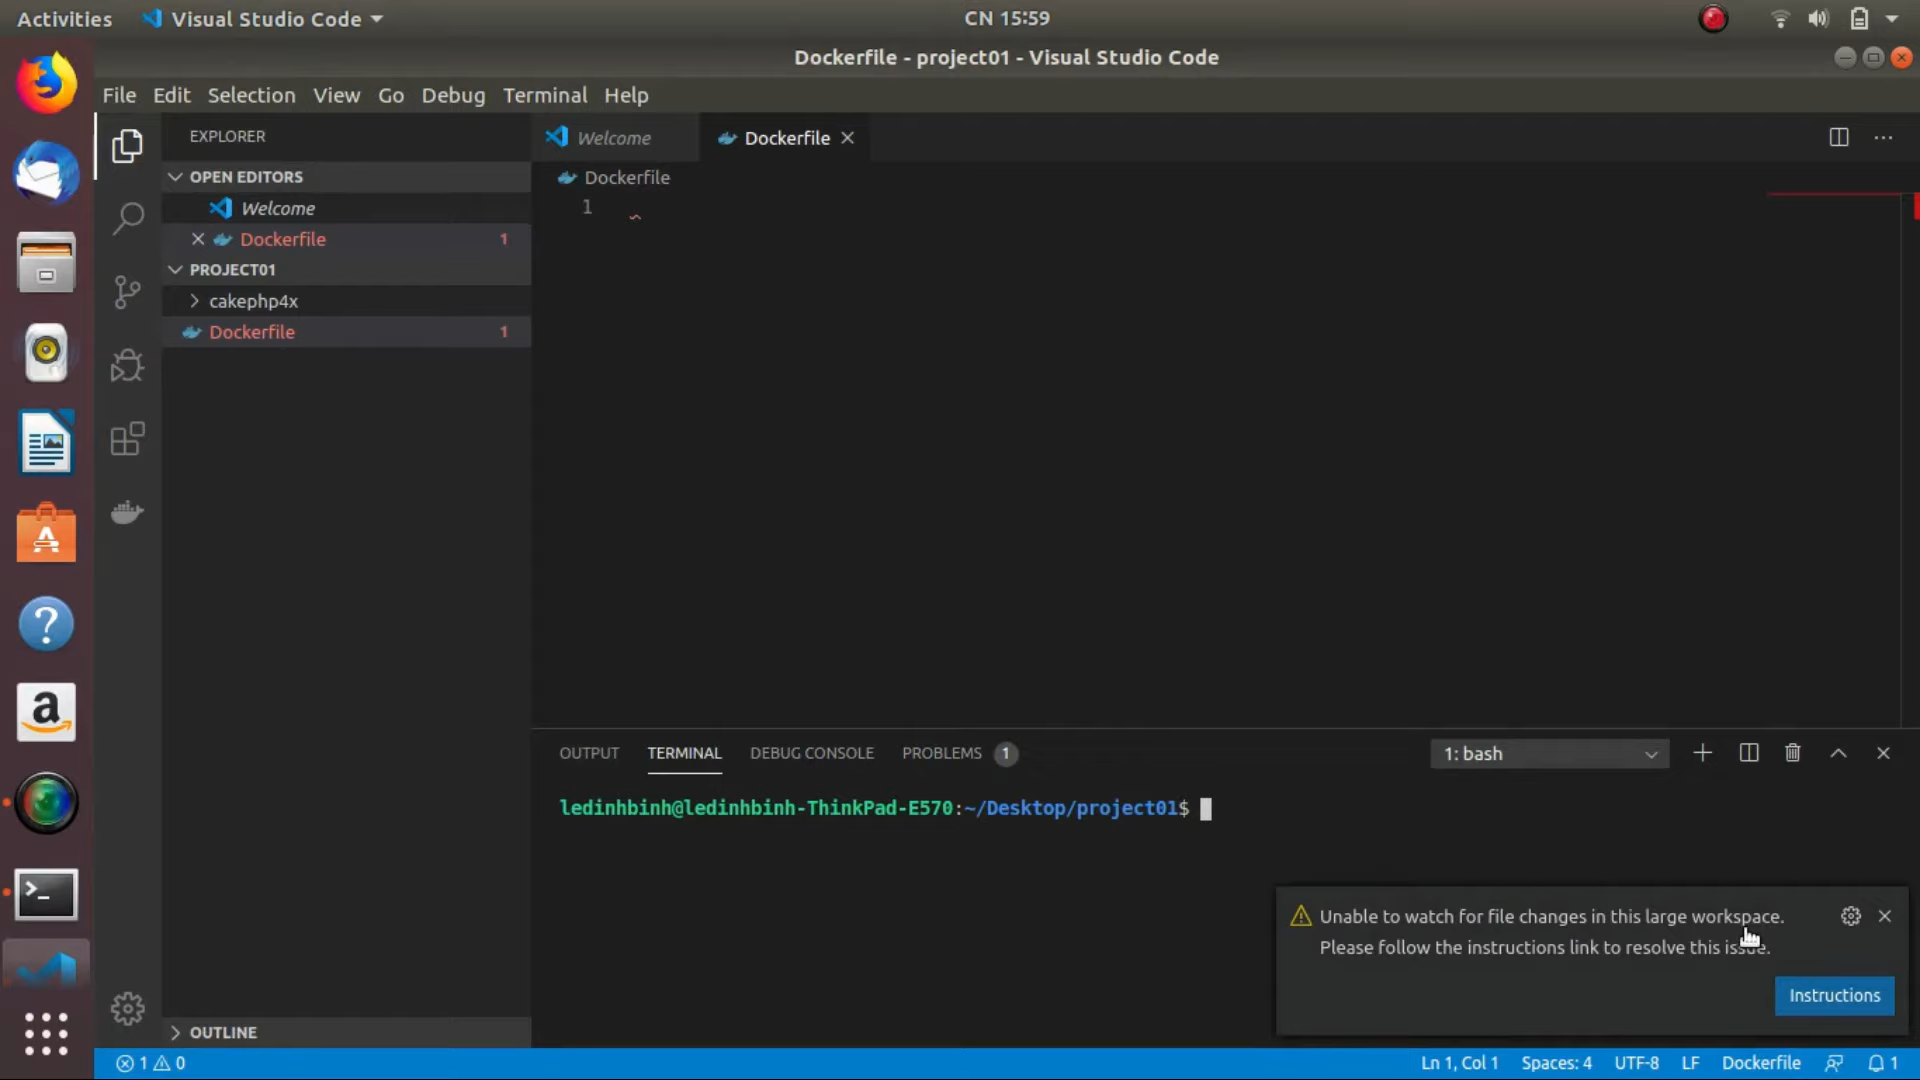 Activities
Visual Studio Code
CN 15:59
Dockerfile - project01 - Visual Studio Code
File Edit Selection View Go Debug Terminal Help
EXPLORER
OPEN EDITORS
Welcome
Dockerfile 1
PROJECT01
cakephp4x
Dockerfile 1
OUTLINE
Welcome
Dockerfile
Dockerfile
1
OUTPUT TERMINAL DEBUG CONSOLE PROBLEMS 1
1: bash
ledinhbinh@ledinhbinh-ThinkPad-E570:~/Desktop/project01$
Unable to watch for file changes in this large workspace.
Please follow the instructions link to resolve this issue.
Instructions
1 0
Ln 1, Col 1 Spaces: 4 UTF-8 LF Dockerfile 1